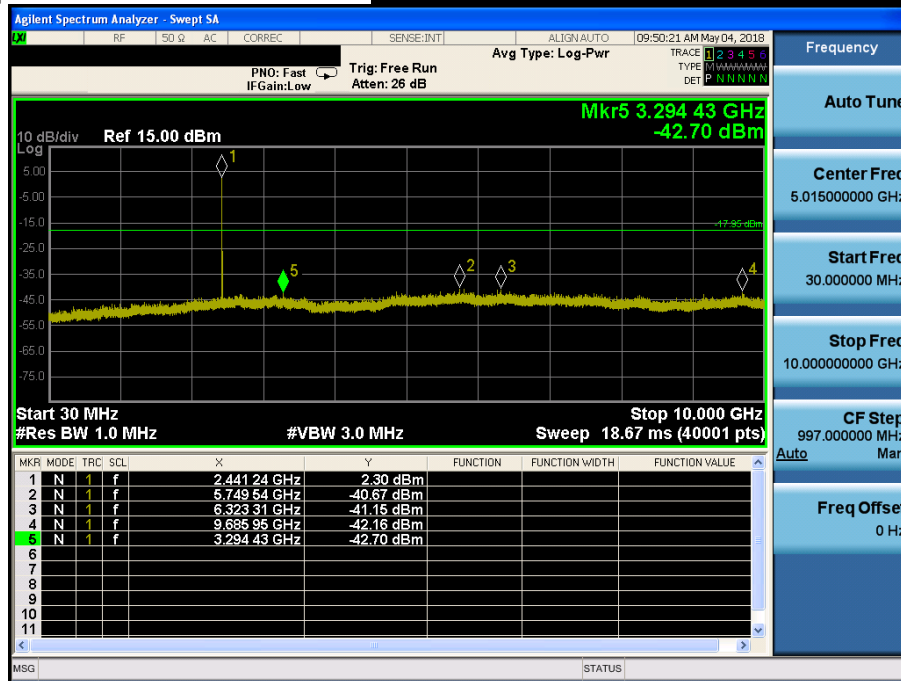 Agilent Spectrum Analyzer - Swept SA
LXI RF 50 Ω AC CORREC SENSE:INT ALIGN AUTO 09:50:21 AM May 04, 2018
PNO: Fast Trig: Free Run Avg Type: Log-Pwr TRACE 1 2 3 4 5 6
IFGain:Low Atten: 26 dB TYPE M WWWWW
DET P N N N N N
Mkr5 3.294 43 GHz
-42.70 dBm
10 dB/div Ref 15.00 dBm
Log
5.00
-5.00
-15.0
-25.0
-35.0
-45.0
-55.0
-65.0
-75.0
1
-17.95 dBm
5
2
3
4
Start 30 MHz Stop 10.000 GHz
#Res BW 1.0 MHz #VBW 3.0 MHz Sweep 18.67 ms (40001 pts)
MKR MODE TRC SCL X Y FUNCTION FUNCTION WIDTH FUNCTION VALUE
1 N 1 f 2.441 24 GHz 2.30 dBm
2 N 1 f 5.749 54 GHz -40.67 dBm
3 N 1 f 6.323 31 GHz -41.15 dBm
4 N 1 f 9.685 95 GHz -42.16 dBm
5 N 1 f 3.294 43 GHz -42.70 dBm
6
7
8
9
10
11
MSG STATUS
Frequency
Auto Tune
Center Freq
5.015000000 GHz
Start Freq
30.000000 MHz
Stop Freq
10.000000000 GHz
CF Step
997.000000 MHz
Auto Man
Freq Offset
0 Hz